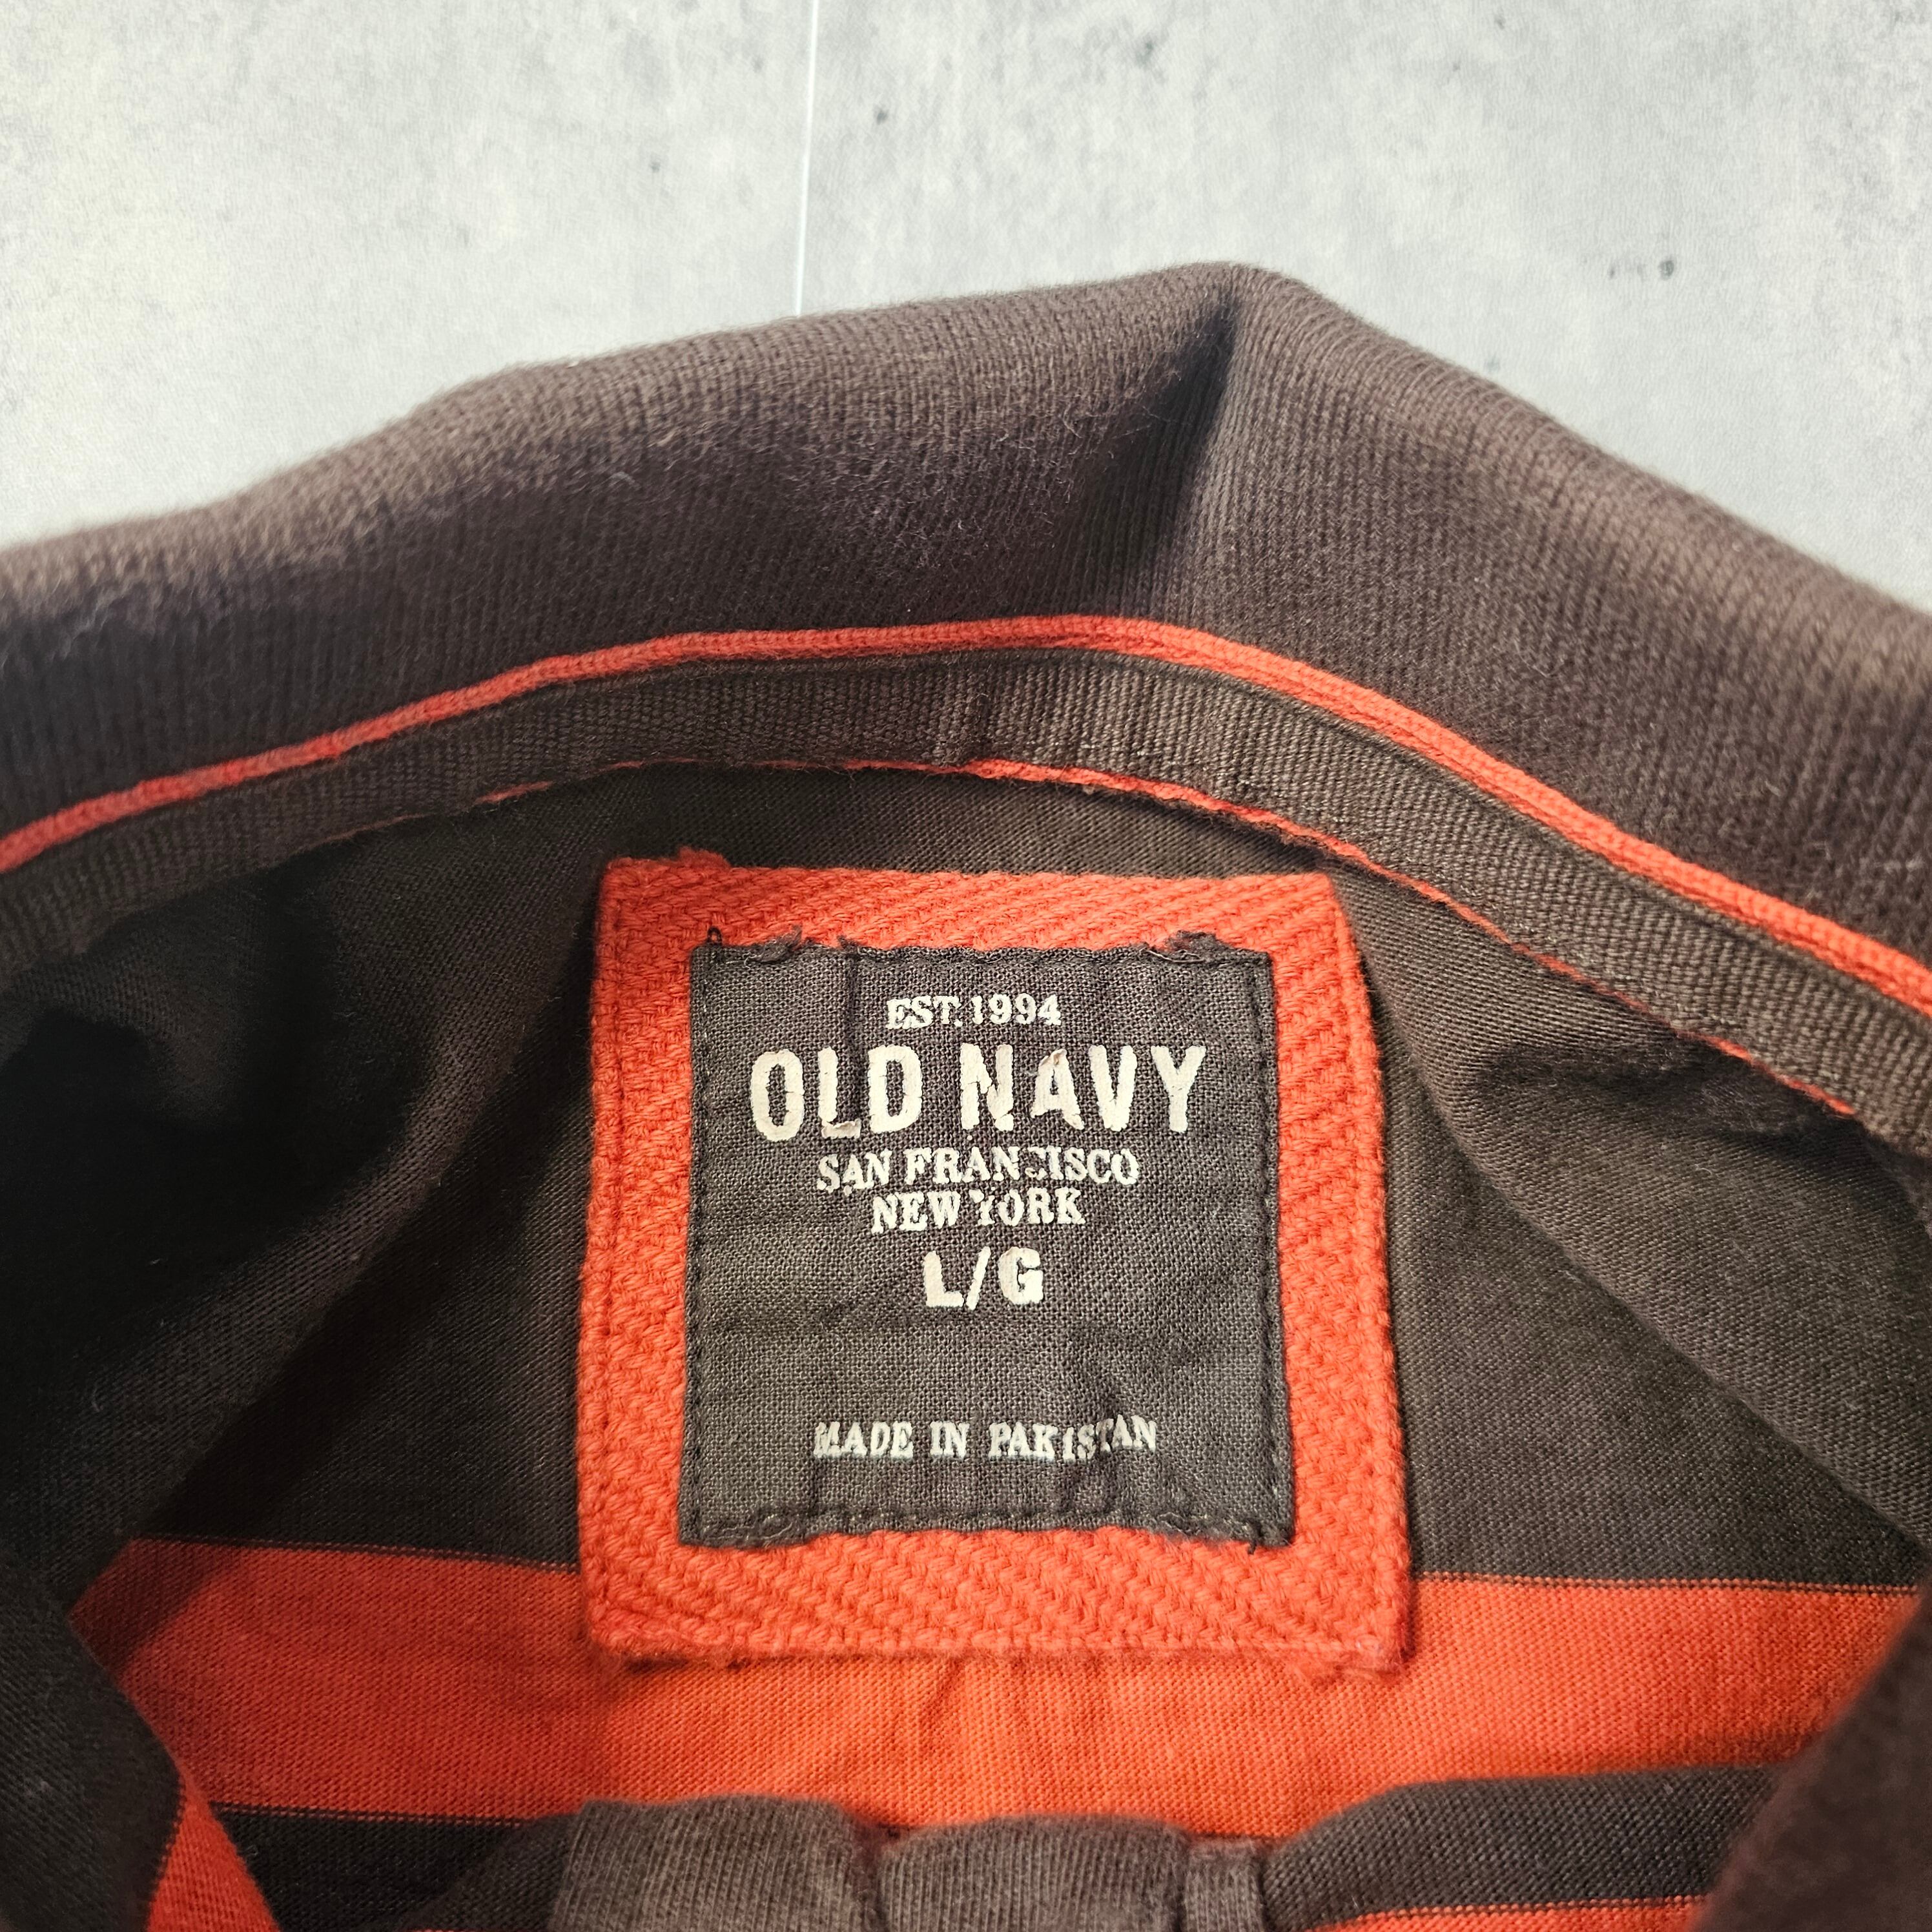 EST. 1994
OLD NAVY
SAN FRANCISCO
NEW YORK
L/G
MADE IN PAKISTAN